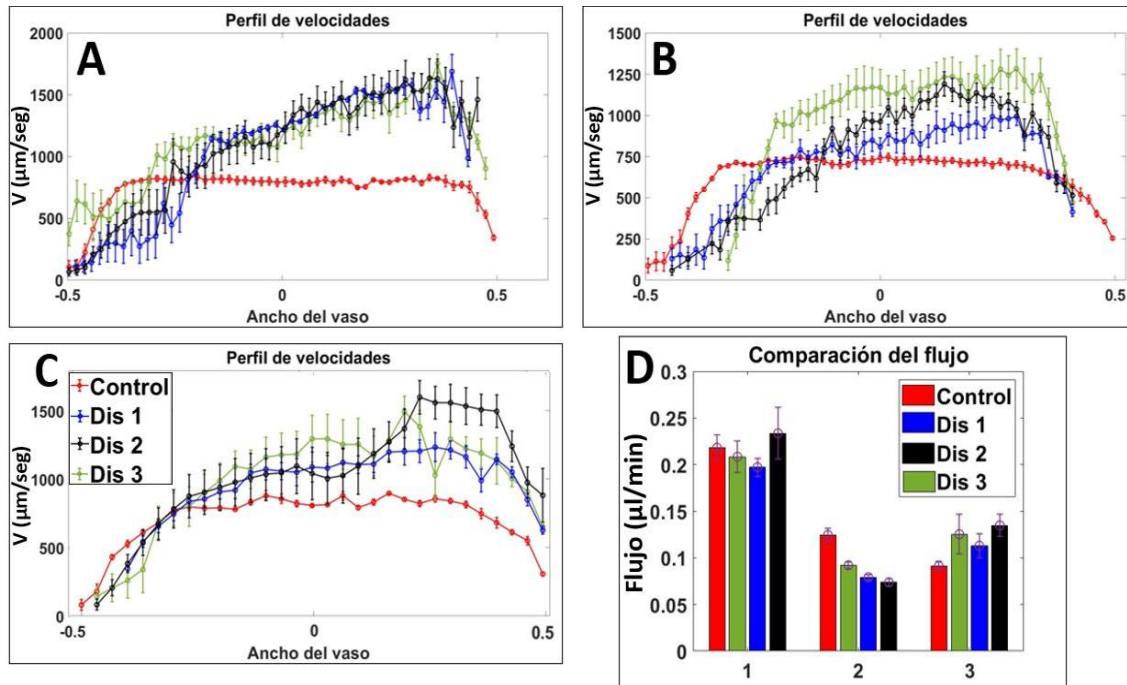 Perfil de velocidades
A
2000
1500
1000
500
0
V (µm/seg)
-0.5
0
0.5
Ancho del vaso
Perfil de velocidades
B
1500
1250
1000
750
500
250
0
V (µm/seg)
-0.5
0
0.5
Ancho del vaso
Perfil de velocidades
C
Control
Dis 1
Dis 2
Dis 3
1500
1000
500
0
V (µm/seg)
-0.5
0
0.5
Ancho del vaso
Comparación del flujo
D
Control
Dis 1
Dis 2
Dis 3
0.3
0.25
0.2
0.15
0.1
0.05
0
Flujo (µl/min)
1
2
3